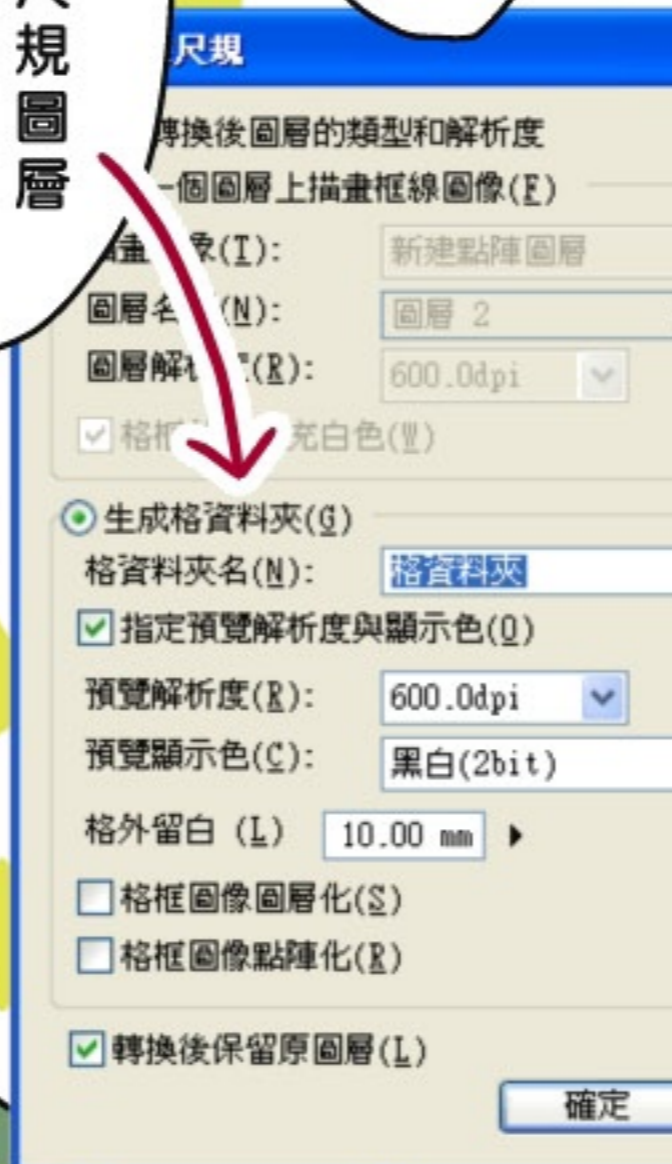 規圖層
尺規
轉換後圖層的類型和解析度
一個圖層上描畫框線圖像(F)
象(T): 新建點陣圖層
圖層名 (N): 圖層 2
圖層解 (R): 600.0dpi
格框 充白色(W)
生成格資料夾(G)
格資料夾名(N): 格資料夾
指定預覽解析度與顯示色(O)
預覽解析度(R): 600.0dpi
預覽顯示色(C): 黑白(2bit)
格外留白 (L) 10.00 mm
格框圖像圖層化(S)
格框圖像點陣化(R)
轉換後保留原圖層(L)
確定